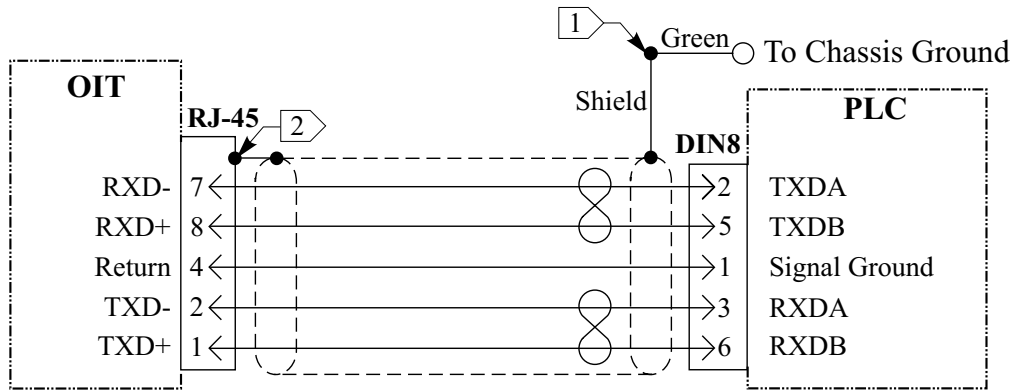 1
Green
To Chassis Ground
OIT
Shield
PLC
RJ-45
2
DIN8
RXD- 7 2 TXDA
RXD+ 8 5 TXDB
Return 4 1 Signal Ground
TXD- 2 3 RXDA
TXD+ 1 6 RXDB